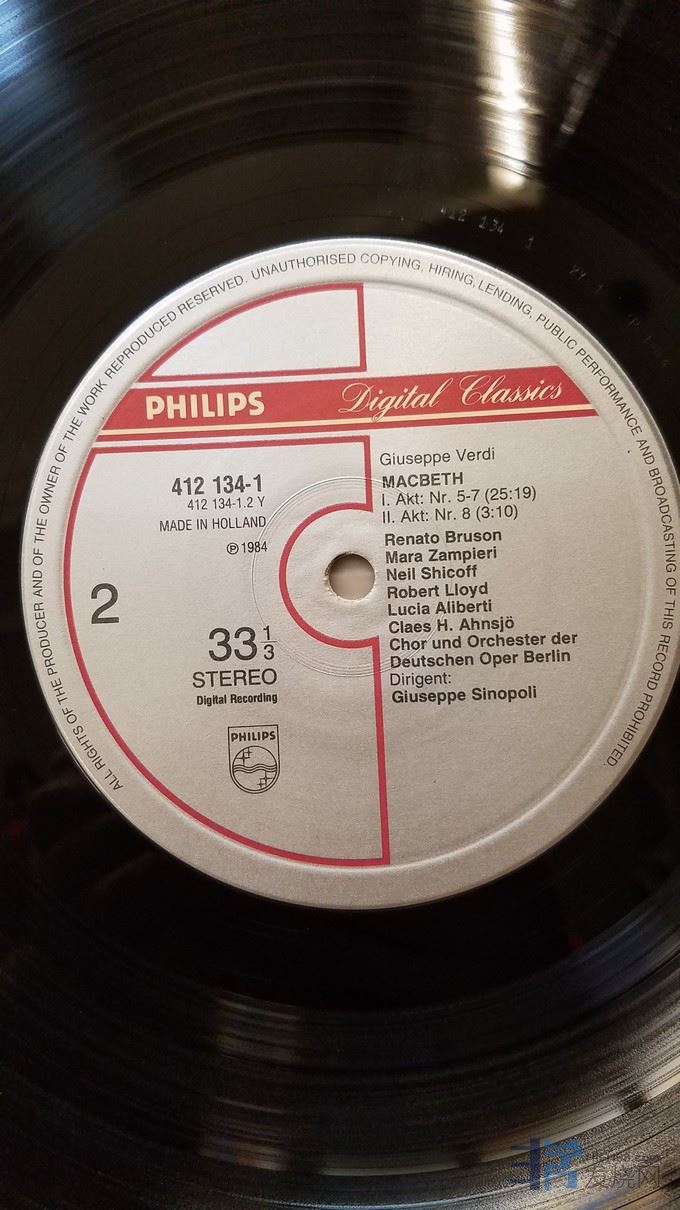 412 134 1
ALL RIGHTS OF THE PRODUCER AND OF THE OWNER OF THE WORK REPRODUCED RESERVED. UNAUTHORISED COPYING, HIRING, LENDING, PUBLIC PERFORMANCE AND BROADCASTING OF THIS RECORD PROHIBITED.
PHILIPS Digital Classics
412 134-1
412 134-1.2 Y
MADE IN HOLLAND
℗ 1984
2
33 1/3
STEREO
Digital Recording
PHILIPS
Giuseppe Verdi
MACBETH
I. Akt: Nr. 5-7 (25:19)
II. Akt: Nr. 8 (3:10)
Renato Bruson
Mara Zampieri
Neil Shicoff
Robert Lloyd
Lucia Aliberti
Claes H. Ahnsjö
Chor und Orchester der
Deutschen Oper Berlin
Dirigent:
Giuseppe Sinopoli
发烧网